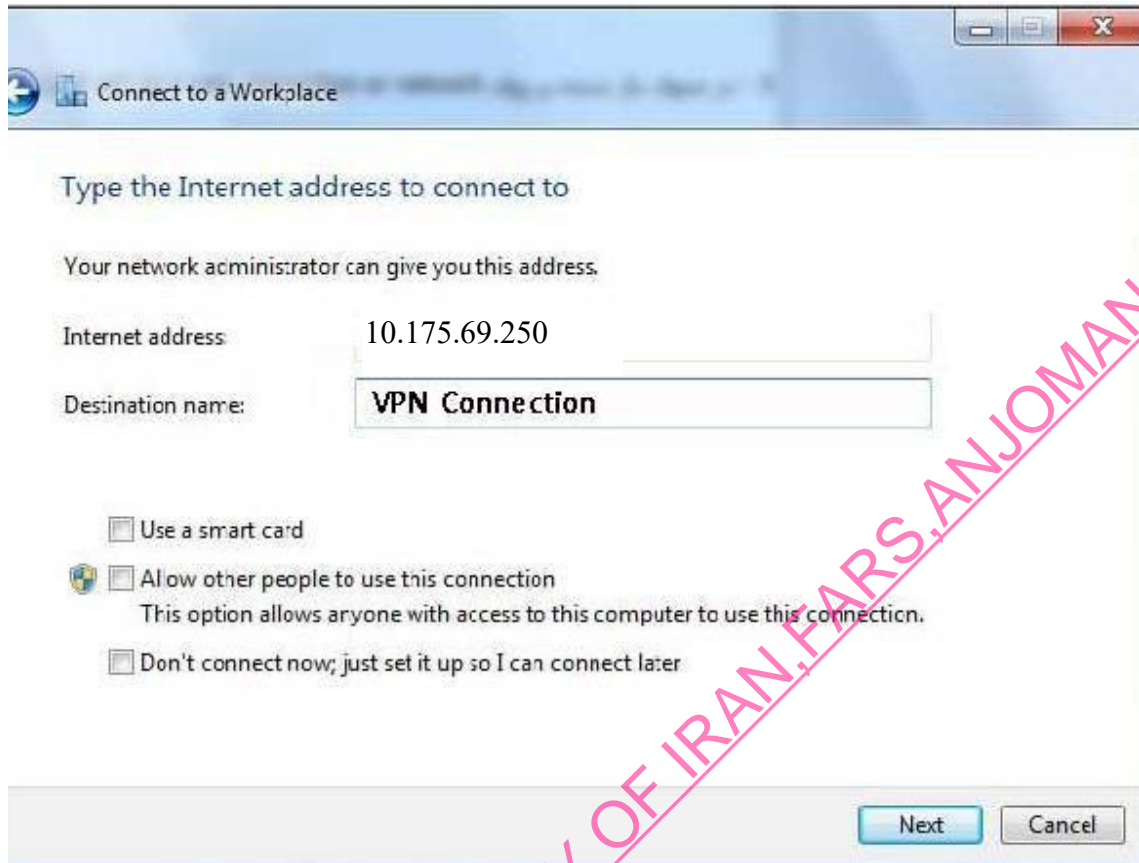 Connect to a Workplace
Type the Internet address to connect to
Your network administrator can give you this address.
Internet address:
10.175.69.250
Destination name:
VPN Connection
Use a smart card
Allow other people to use this connection
This option allows anyone with access to this computer to use this connection.
Don't connect now; just set it up so I can connect later
OF IRAN,FARS,ANJOMAN
Next
Cancel